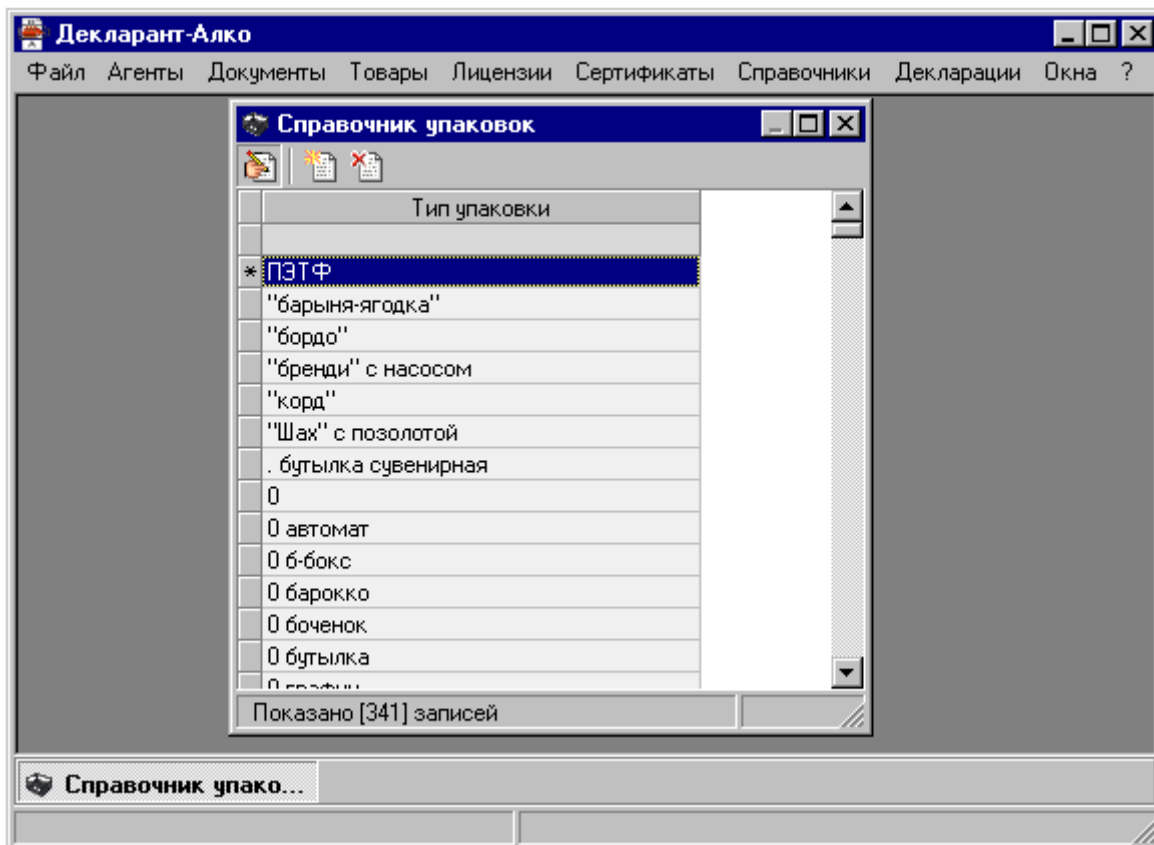 Декларант-Алко
Файл Агенты Документы Товары Лицензии Сертификаты Справочники Декларации Окна ?
Справочник упаковок
Тип упаковки
* ПЭТФ
"барыня-ягодка"
"бордо"
"бренди" с насосом
"корд"
"Шах" с позолотой
. бутылка сувенирная
0
0 автомат
0 б-бокс
0 барокко
0 боченок
0 бутылка
Показано [341] записей
Справочник упако...